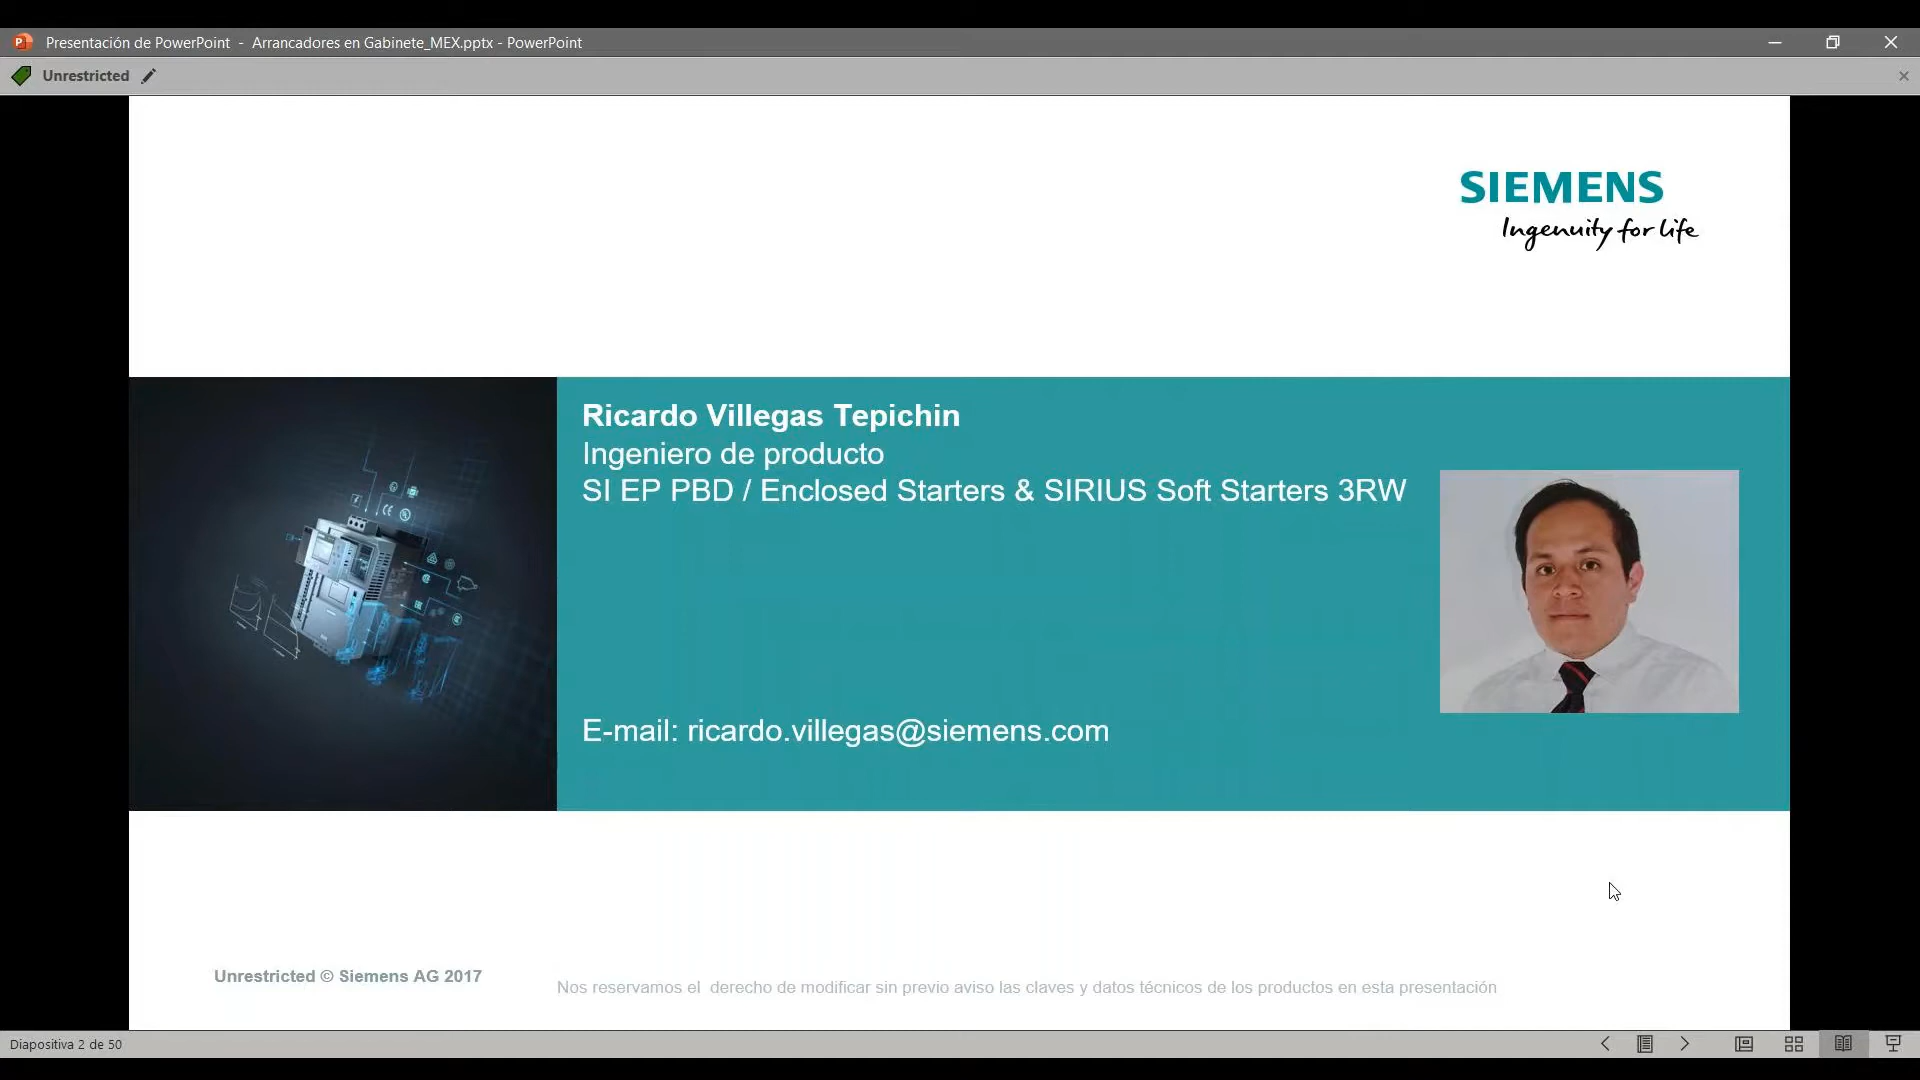 Presentación de PowerPoint - Arrancadores en Gabinete_MEX.pptx - PowerPoint
Unrestricted
SIEMENS
Ingenuity for life
Ricardo Villegas Tepichin
Ingeniero de producto
SI EP PBD / Enclosed Starters & SIRIUS Soft Starters 3RW
E-mail: ricardo.villegas@siemens.com
Unrestricted © Siemens AG 2017
Nos reservamos el derecho de modificar sin previo aviso las claves y datos técnicos de los productos en esta presentación
Diapositiva 2 de 50